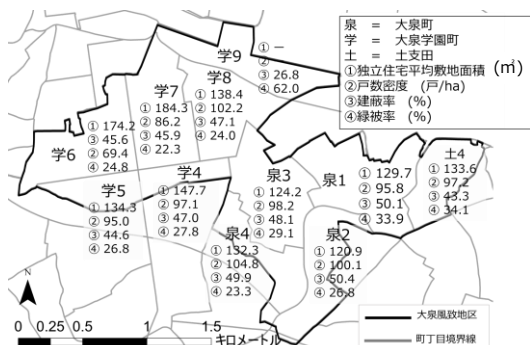 泉 = 大泉町
学 = 大泉学園町
土 = 土支田
①独立住宅平均敷地面積 (㎡)
②戸数密度 (戸/ha)
③建蔽率 (%)
④緑被率 (%)
学9
① −
②
③ 26.8
④ 62.0
学8
① 138.4
② 102.2
③ 47.1
④ 24.0
学7
① 184.3
② 86.2
③ 45.9
④ 22.3
学6
① 174.2
③ 45.6
② 69.4
④ 24.8
学5
① 134.3
② 95.0
③ 44.6
④ 26.8
学4
① 147.7
② 97.1
③ 47.0
④ 27.8
泉3
① 124.2
② 98.2
③ 48.1
④ 29.1
泉1
① 129.7
② 95.8
③ 50.1
④ 33.9
土4
① 133.6
② 97.2
③ 43.3
④ 34.1
泉4
① 132.3
② 104.8
③ 49.9
④ 23.3
泉2
① 120.9
② 100.1
③ 50.4
④ 26.8
N
0 0.25 0.5 1 1.5
キロメートル
大泉風致地区
町丁目境界線